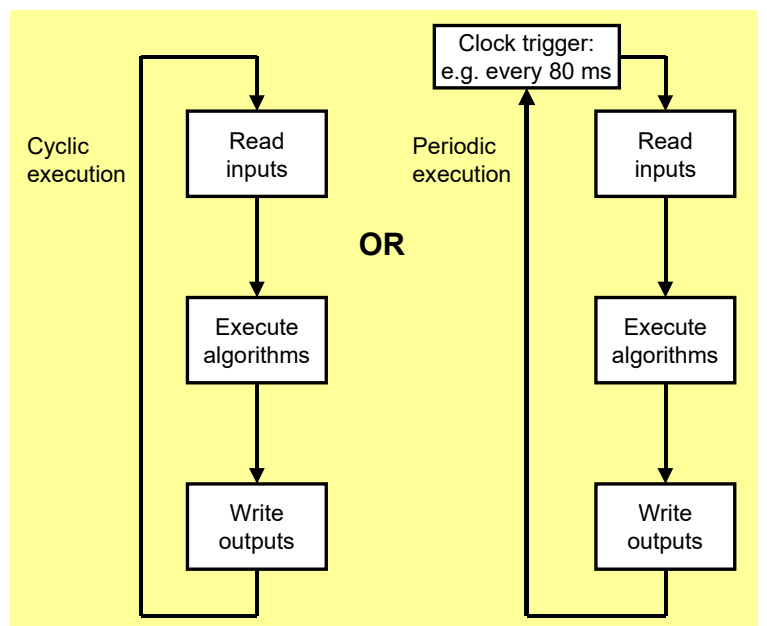 Cyclic
execution
Read
inputs
Execute
algorithms
Write
outputs
OR
Clock trigger:
e.g. every 80 ms
Periodic
execution
Read
inputs
Execute
algorithms
Write
outputs